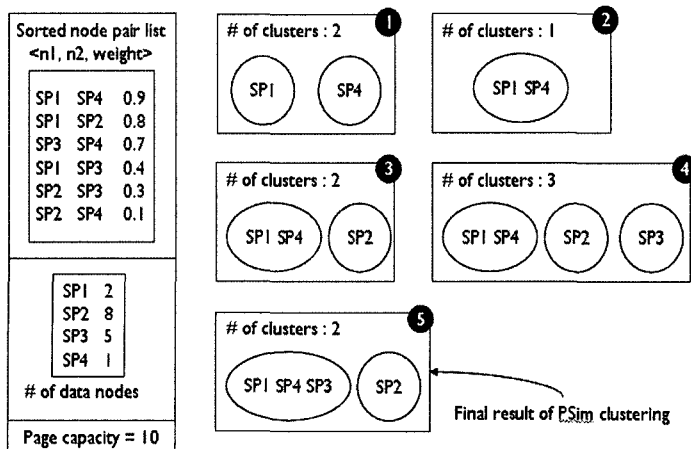 Sorted node pair list
<n1, n2, weight>
SP1 SP4 0.9
SP1 SP2 0.8
SP3 SP4 0.7
SP1 SP3 0.4
SP2 SP3 0.3
SP2 SP4 0.1
SP1 2
SP2 8
SP3 5
SP4 1
# of data nodes
Page capacity = 10
1
# of clusters : 2
SP1 SP4
2
# of clusters : 1
SP1 SP4
3
# of clusters : 2
SP1 SP4 SP2
4
# of clusters : 3
SP1 SP4 SP2 SP3
5
# of clusters : 2
SP1 SP4 SP3 SP2
Final result of PSim clustering